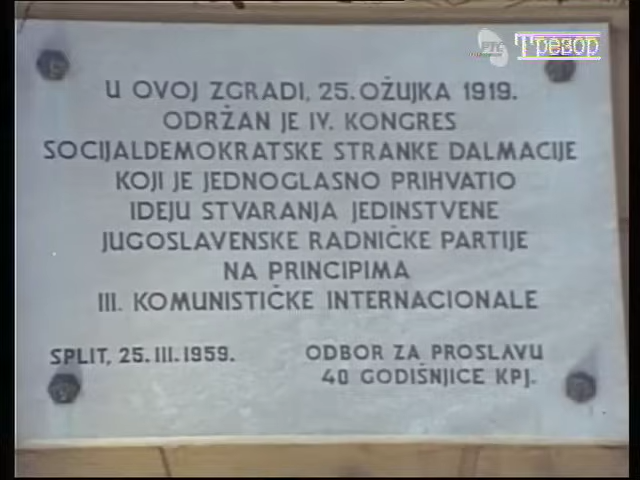 РТС Тревор
U OVOJ ZGRADI, 25. OŽUJKA 1919.
ODRŽAN JE IV. KONGRES
SOCIJALDEMOKRATSKE STRANKE DALMACIJE
KOJI JE JEDNOGLASNO PRIHVATIO
IDEJU STVARANJA JEDINSTVENE
JUGOSLAVENSKE RADNIČKE PARTIJE
NA PRINCIPIMA
III. KOMUNISTIČKE INTERNACIONALE
SPLIT, 25.III.1959. ODBOR ZA PROSLAVU
40 GODIŠNJICE KPJ.